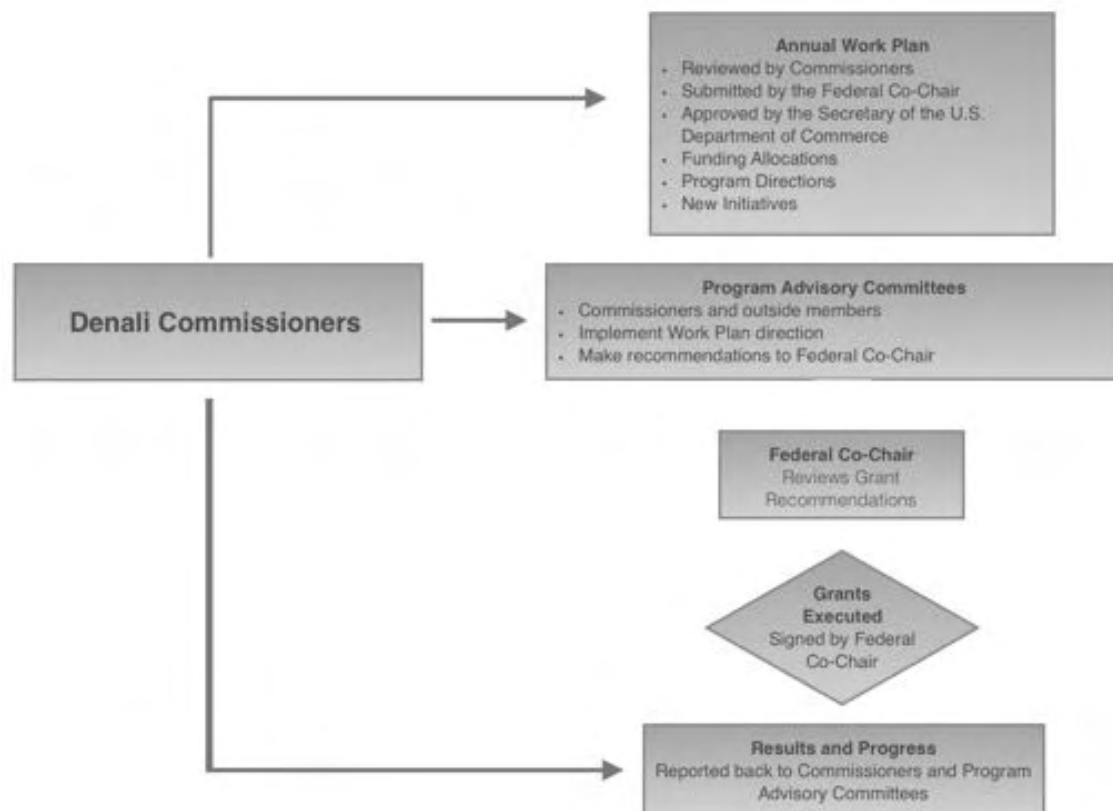 Annual Work Plan
• Reviewed by Commissioners
• Submitted by the Federal Co-Chair
• Approved by the Secretary of the U.S.
Department of Commerce
• Funding Allocations
• Program Directions
• New Initiatives
Denali Commissioners
Program Advisory Committees
• Commissioners and outside members
• Implement Work Plan direction
• Make recommendations to Federal Co-Chair
Federal Co-Chair
Reviews Grant
Recommendations
Grants
Executed
Signed by Federal
Co-Chair
Results and Progress
Reported back to Commissioners and Program
Advisory Committees